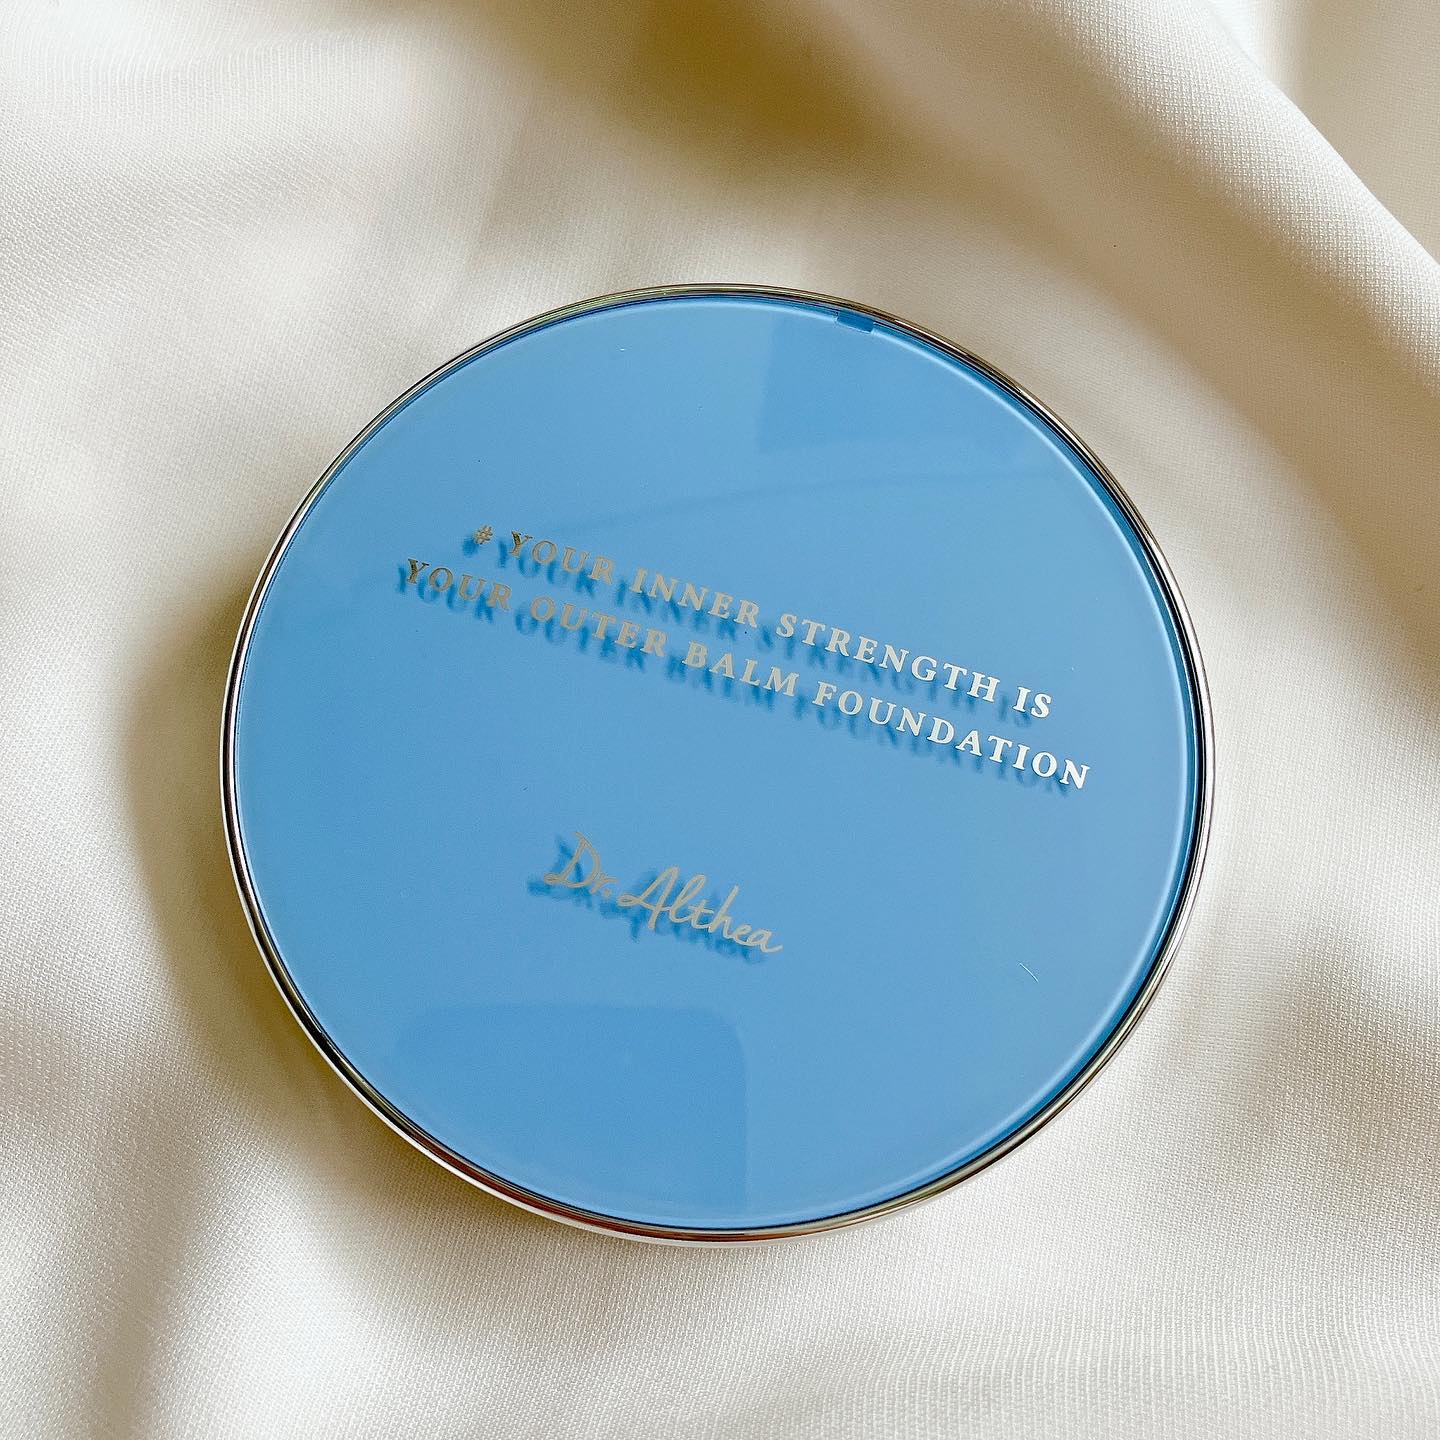 # YOUR INNER STRENGTH IS
YOUR OUTER BALM FOUNDATION
Dr. Althea